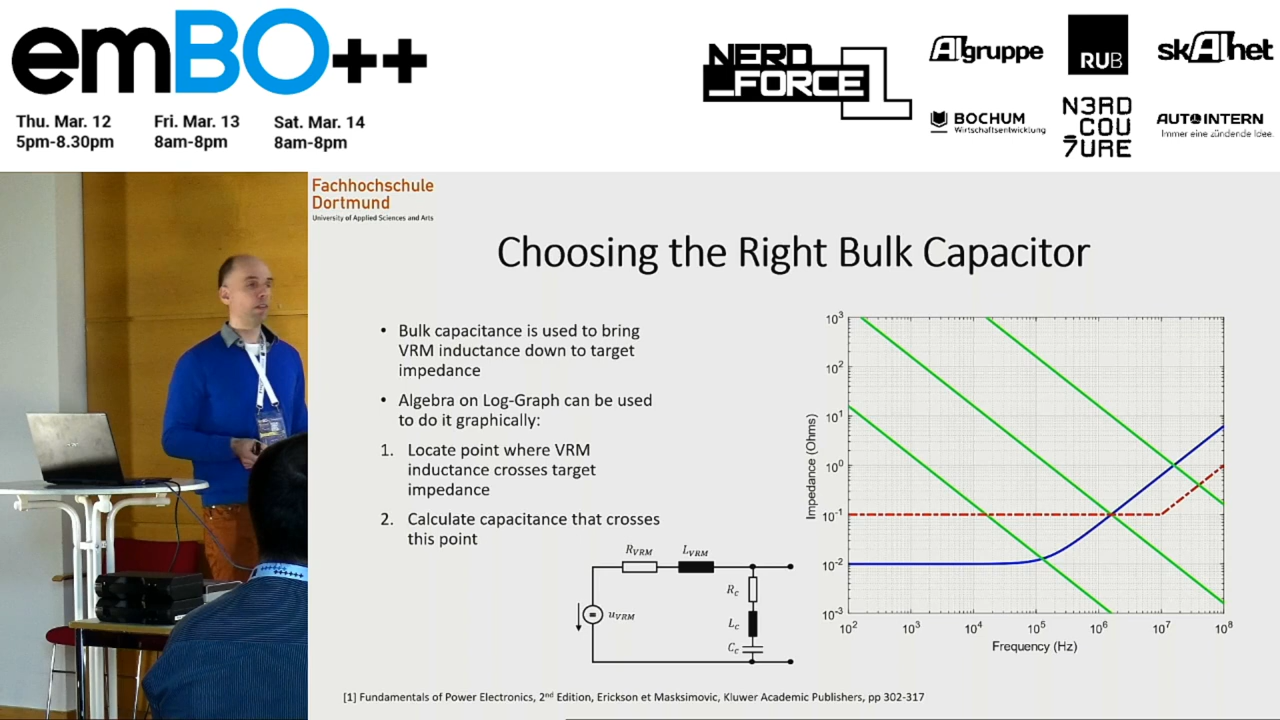 emBO++
Thu. Mar. 12
5pm-8.30pm
Fri. Mar. 13
8am-8pm
Sat. Mar. 14
8am-8pm
NERD
_FORCE1
AIgruppe
RUB
skAInet
BOCHUM
Wirtschaftsentwicklung
N3RD
COU
7URE
AUTOINTERN
Immer eine zündende Idee.
Fachhochschule
Dortmund
University of Applied Sciences and Arts
Choosing the Right Bulk Capacitor
• Bulk capacitance is used to bring
VRM inductance down to target
impedance
• Algebra on Log-Graph can be used
to do it graphically:
1. Locate point where VRM
inductance crosses target
impedance
2. Calculate capacitance that crosses
this point
R_VRM
L_VRM
u_VRM
R_c
L_c
C_c
Impedance (Ohms)
10^3
10^2
10^1
10^0
10^-1
10^-2
10^-3
10^2 10^3 10^4 10^5 10^6 10^7 10^8
Frequency (Hz)
[1] Fundamentals of Power Electronics, 2nd Edition, Erickson et Masksimovic, Kluwer Academic Publishers, pp 302-317